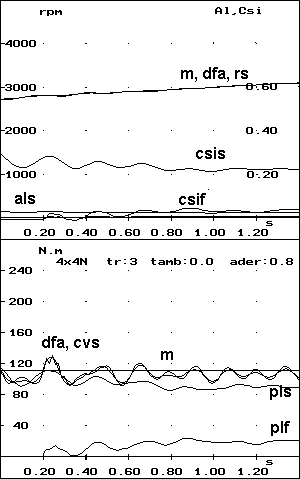 rpm Al,Csi
4000
m, dfa, rs
3000 0.60
2000 0.40
csis
1000 0.20
als csif
s
0.20 0.40 0.60 0.80 1.00 1.20
N.m
240 4x4N tr:3 tamb:0.0 ader:0.8
200
160
dfa, cvs
m
110
80
pls
40
plf
0.20 0.40 0.60 0.80 1.00 1.20
s